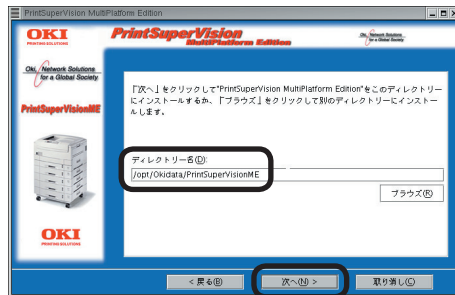 PrintSuperVision MultiPlatform Edition
OKI
PRINTING SOLUTIONS
PrintSuperVision
MultiPlatform Edition
Oki, Network Solutions
for a Global Society
Oki, Network Solutions
for a Global Society
PrintSuperVisionME
「次へ」をクリックして"PrintSuperVision MultiPlatform Edition"をこのディレクトリー
にインストールするか、「ブラウズ」をクリックして別のディレクトリーにインストー
ルします。
ディレクトリー名(D):
/opt/Okidata/PrintSuperVisionME
ブラウズ(R)
OKI
PRINTING SOLUTIONS
< 戻る(B)
次へ(N) >
取り消し(C)